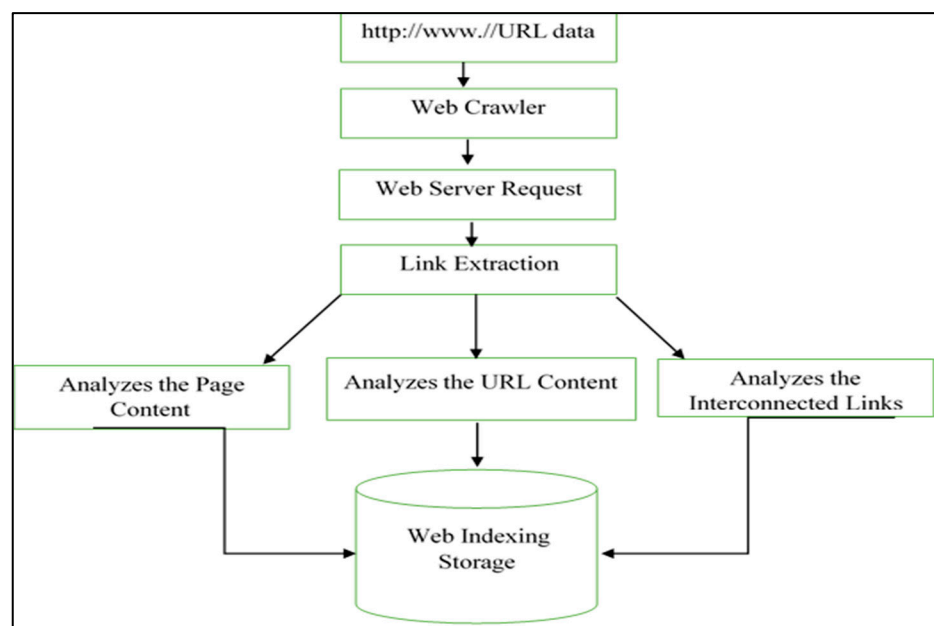 http://www.//URL data
Web Crawler
Web Server Request
Link Extraction
Analyzes the Page
Content
Analyzes the URL Content
Analyzes the
Interconnected Links
Web Indexing
Storage